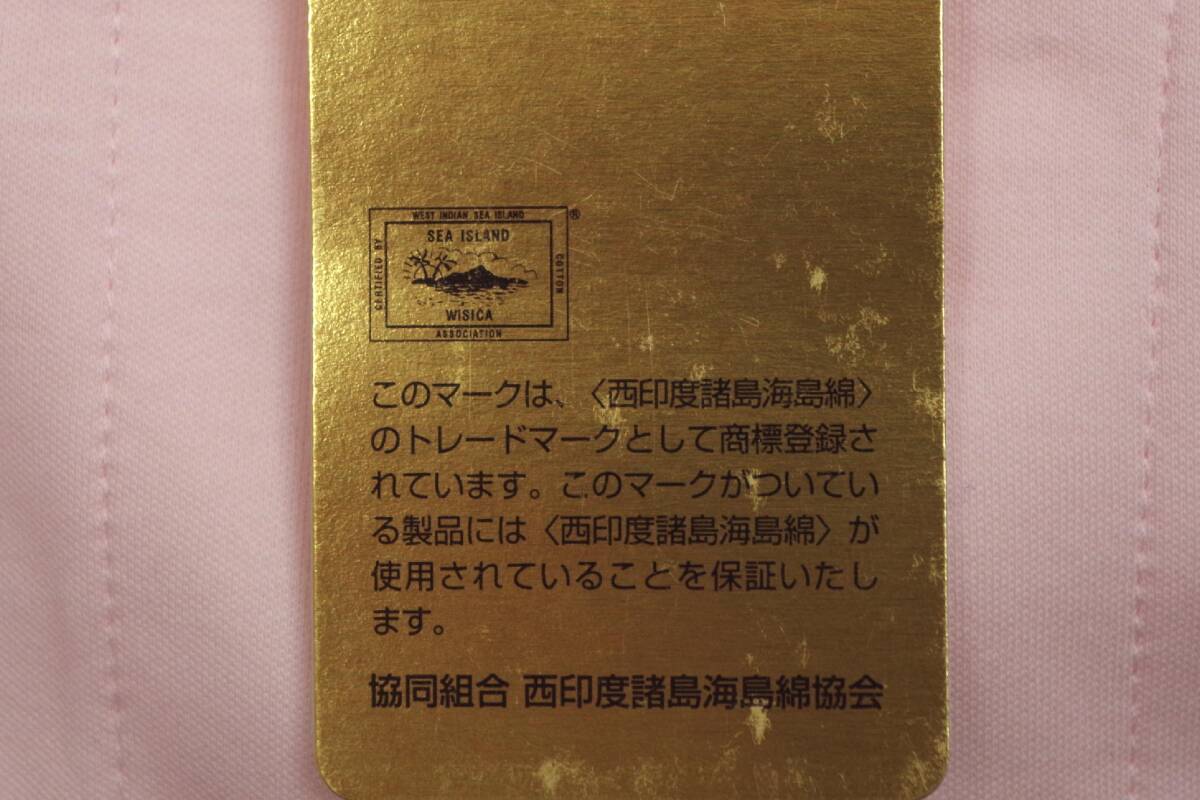 WEST INDIAN SEA ISLAND
®
CERTIFIED BY
SEA ISLAND
COTTON
WISICA
ASSOCIATION
このマークは、〈西印度諸島海島綿〉
のトレードマークとして商標登録さ
れています。このマークがついてい
る製品には〈西印度諸島海島綿〉が
使用されていることを保証いたし
ます。
協同組合 西印度諸島海島綿協会